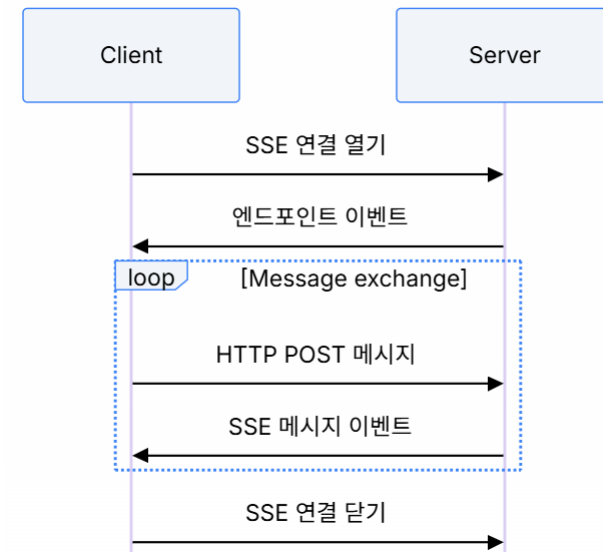 Client
Server
SSE 연결 열기
엔드포인트 이벤트
loop
[Message exchange]
HTTP POST 메시지
SSE 메시지 이벤트
SSE 연결 닫기